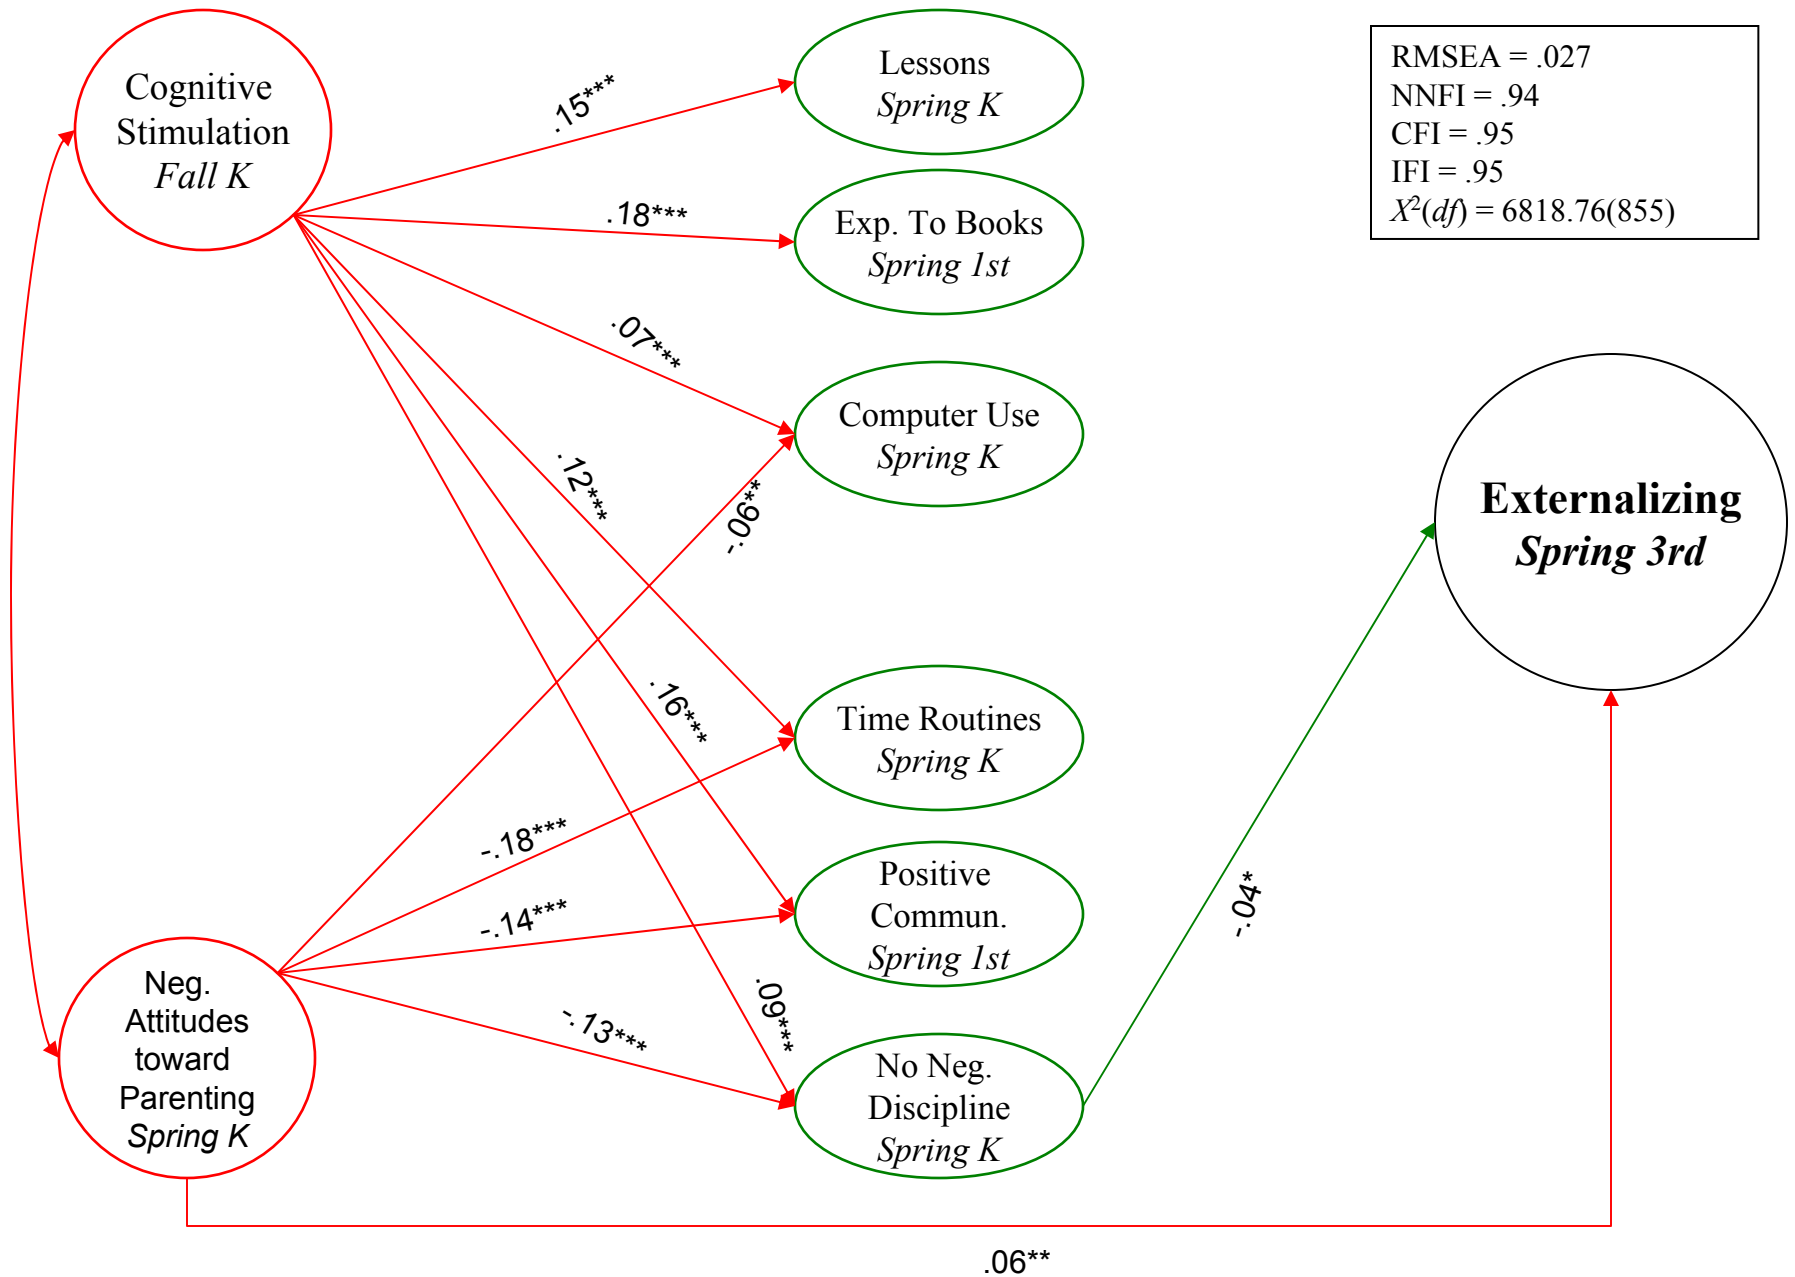 Cognitive
Stimulation
Fall K
Lessons
Spring K
RMSEA = .027
NNFI = .94
CFI = .95
IFI = .95
X²(df) = 6818.76(855)
.15***
.18***
Exp. To Books
Spring 1st
.07***
Computer Use
Spring K
.12***
-.06**
Externalizing
Spring 3rd
.16***
Time Routines
Spring K
-.18***
-.14***
Positive
Commun.
Spring 1st
-.04*
Neg.
Attitudes
toward
Parenting
Spring K
-.13***
.09***
No Neg.
Discipline
Spring K
.06**